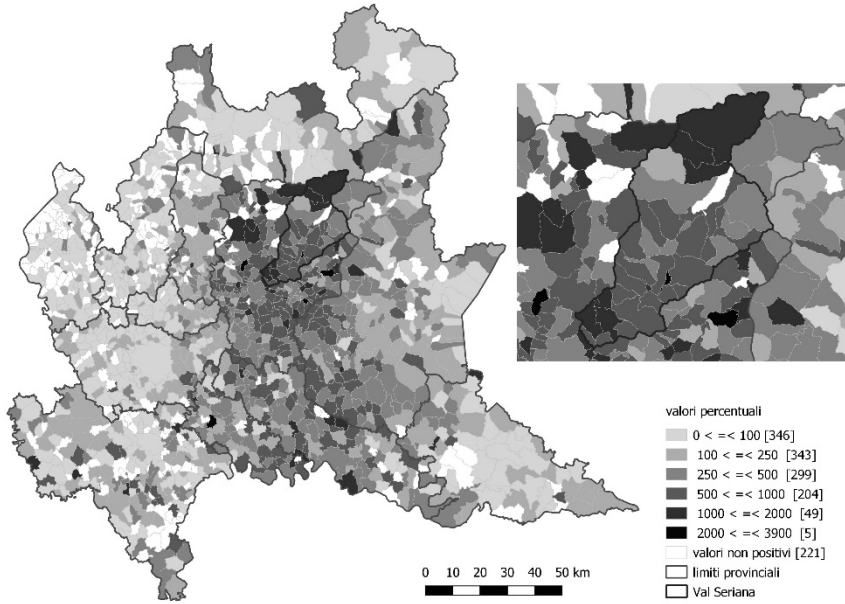 valori percentuali
0 < =< 100 [346]
100 < =< 250 [343]
250 < =< 500 [299]
500 < =< 1000 [204]
1000 < =< 2000 [49]
2000 < =< 3900 [5]
valori non positivi [221]
limiti provinciali
Val Seriana
0 10 20 30 40 50 km